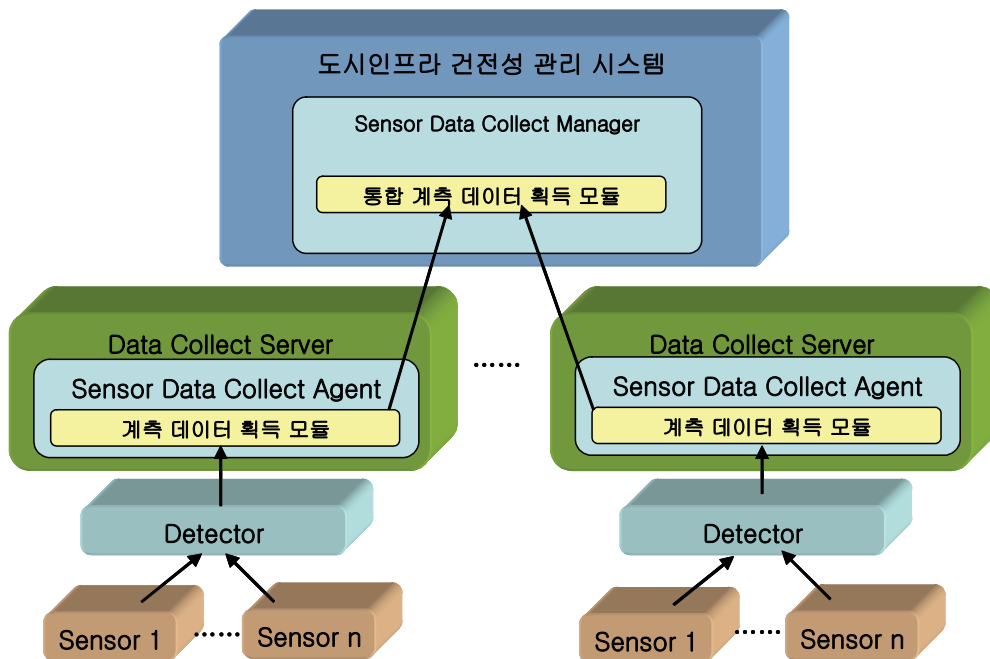 도시인프라 건전성 관리 시스템
Sensor Data Collect Manager
통합 계측 데이터 획득 모듈
Data Collect Server
Sensor Data Collect Agent
계측 데이터 획득 모듈
......
Data Collect Server
Sensor Data Collect Agent
계측 데이터 획득 모듈
Detector
Detector
Sensor 1
......
Sensor n
Sensor 1
......
Sensor n